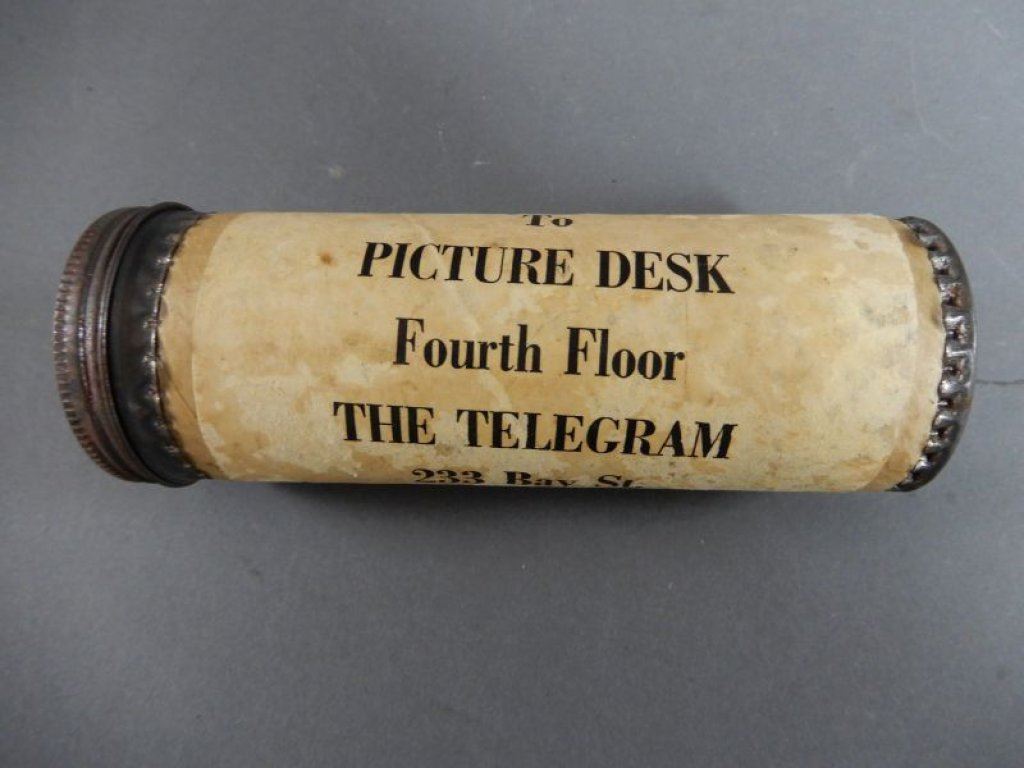 To
PICTURE DESK
Fourth Floor
THE TELEGRAM
233 Bay St.